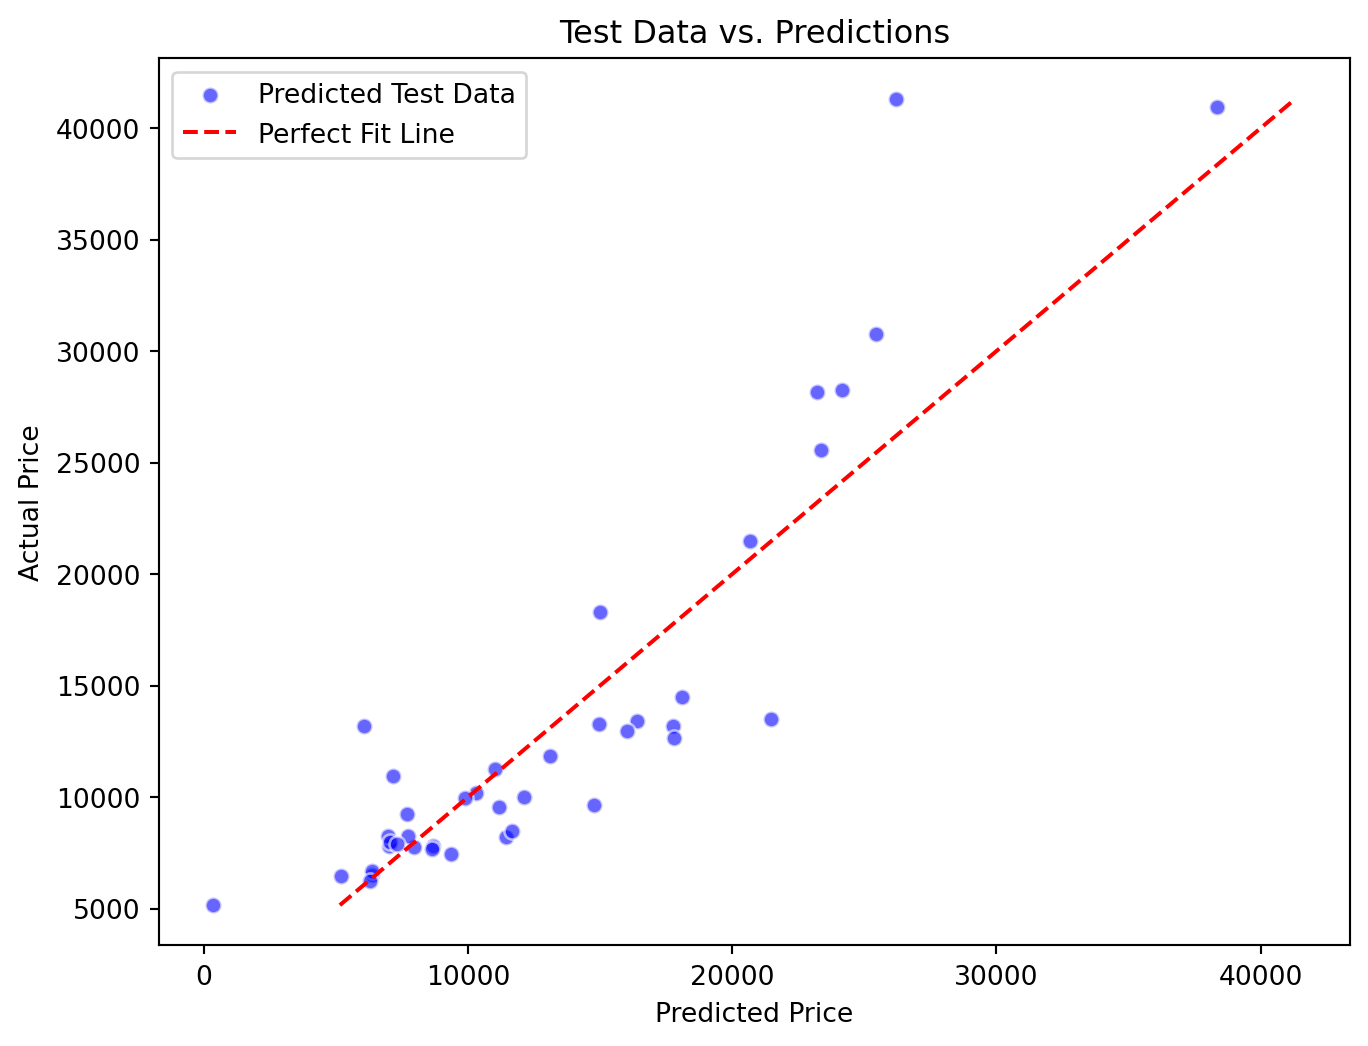 Test Data vs. Predictions
Predicted Test Data
Perfect Fit Line
40000
35000
30000
25000
20000
15000
10000
5000
Actual Price
0 10000 20000 30000 40000
Predicted Price